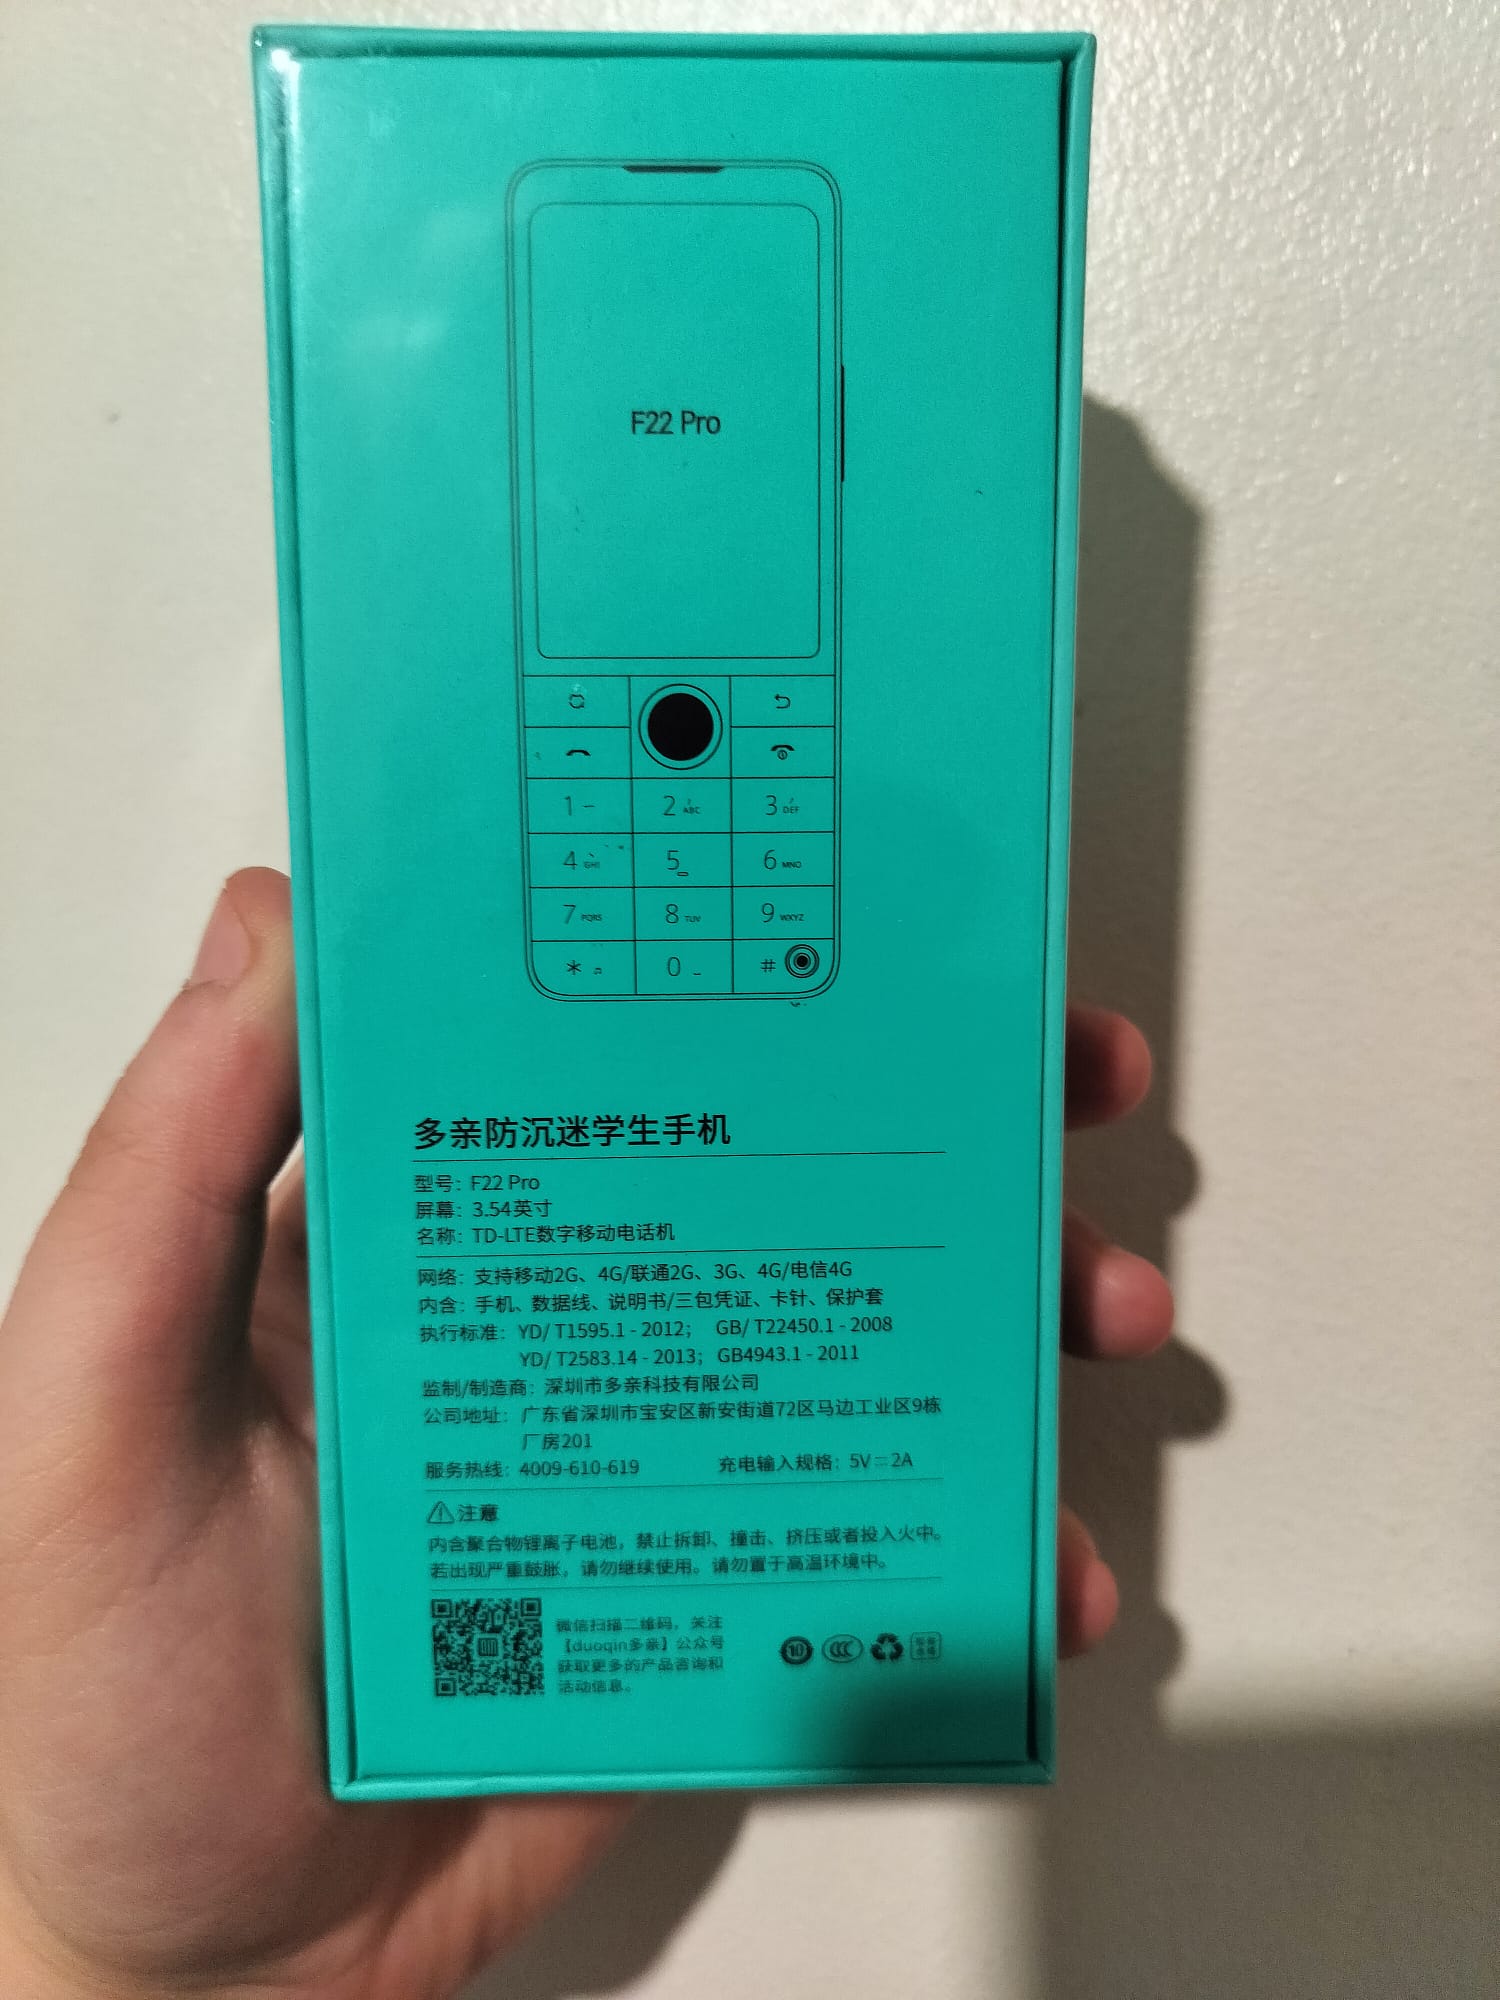 F22 Pro
1
2 ABC
3 DEF
4 GHI
5
6 MNO
7 PQRS
8 TUV
9 WXYZ
*
0
#
多亲防沉迷学生手机
型号：F22 Pro
屏幕：3.54英寸
名称：TD-LTE数字移动电话机
网络：支持移动2G、4G/联通2G、3G、4G/电信4G
内含：手机、数据线、说明书/三包凭证、卡针、保护套
执行标准：YD/ T1595.1 - 2012； GB/ T22450.1 - 2008
YD/ T2583.14 - 2013；GB4943.1 - 2011
监制/制造商：深圳市多亲科技有限公司
公司地址：广东省深圳市宝安区新安街道72区马边工业区9栋
厂房201
服务热线：4009-610-619 充电输入规格：5V⎓2A
注意
内含聚合物锂离子电池，禁止拆卸、撞击、挤压或者投入火中。
若出现严重鼓胀，请勿继续使用。请勿置于高温环境中。
微信扫描二维码，关注
【duoqin多亲】公众号
获取更多的产品咨询和
活动信息。
10
CCC